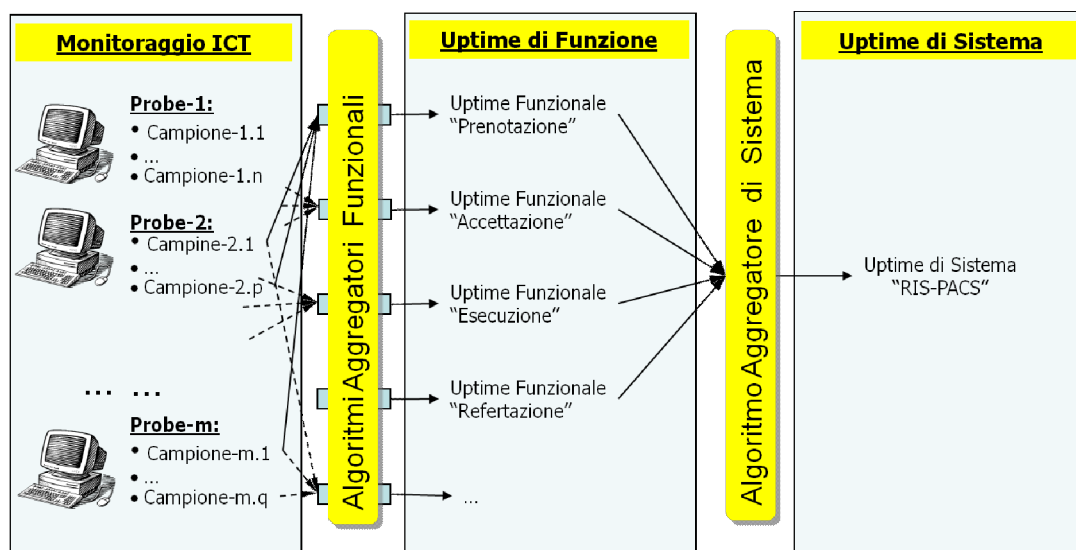 Monitoraggio ICT
Probe-1:
• Campione-1.1
• ...
• Campione-1.n
Probe-2:
• Campine-2.1
• ...
• Campione-2.p
... ...
Probe-m:
• Campione-m.1
• ...
• Campione-m.q
Algoritmi Aggregatori Funzionali
Uptime di Funzione
Uptime Funzionale
“Prenotazione”
Uptime Funzionale
“Accettazione”
Uptime Funzionale
“Esecuzione”
Uptime Funzionale
“Refertazione”
...
Algoritmo Aggregatore di Sistema
Uptime di Sistema
Uptime di Sistema
“RIS-PACS”